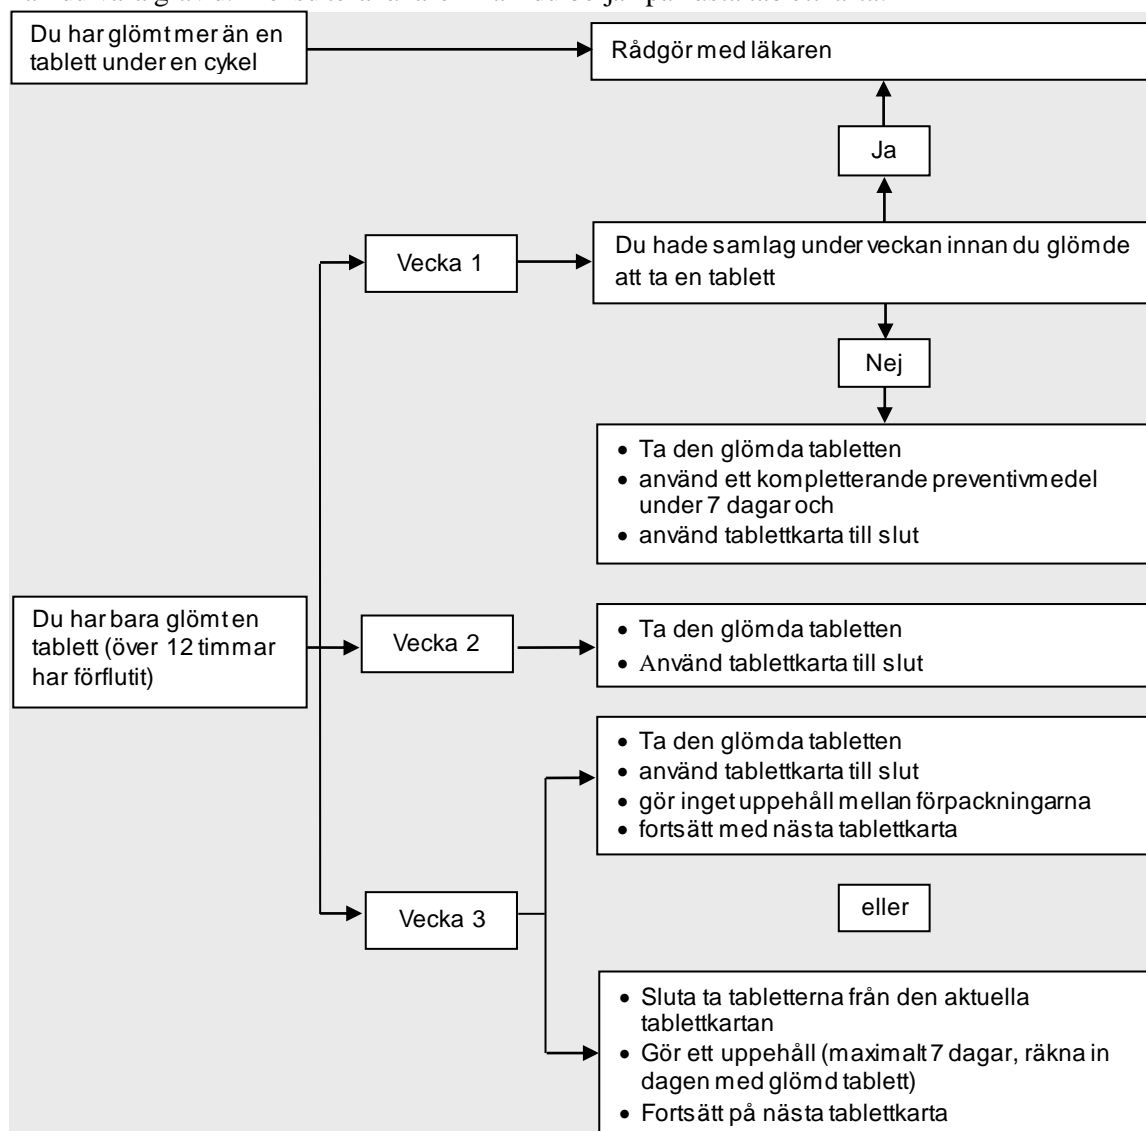 Du har glömt mer än en
tablett under en cykel
Rådgör med läkaren
Ja
Vecka 1
Du hade samlag under veckan innan du glömde
att ta en tablett
Nej
• Ta den glömda tabletten
• använd ett kompletterande preventivmedel
under 7 dagar och
• använd tablettkarta till slut
Du har bara glömt en
tablett (över 12 timmar
har förflutit)
Vecka 2
• Ta den glömda tabletten
• Använd tablettkarta till slut
• Ta den glömda tabletten
• använd tablettkarta till slut
• gör inget uppehåll mellan förpackningarna
• fortsätt med nästa tablettkarta
Vecka 3
eller
• Sluta ta tabletterna från den aktuella
tablettkartan
• Gör ett uppehåll (maximalt 7 dagar, räkna in
dagen med glömd tablett)
• Fortsätt på nästa tablettkarta